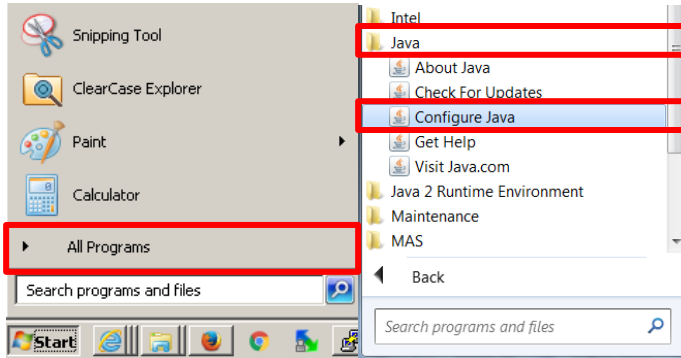 Snipping Tool
ClearCase Explorer
Paint
Calculator
All Programs
Search programs and files
Start
Intel
Java
About Java
Check For Updates
Configure Java
Get Help
Visit Java.com
Java 2 Runtime Environment
Maintenance
MAS
Back
Search programs and files